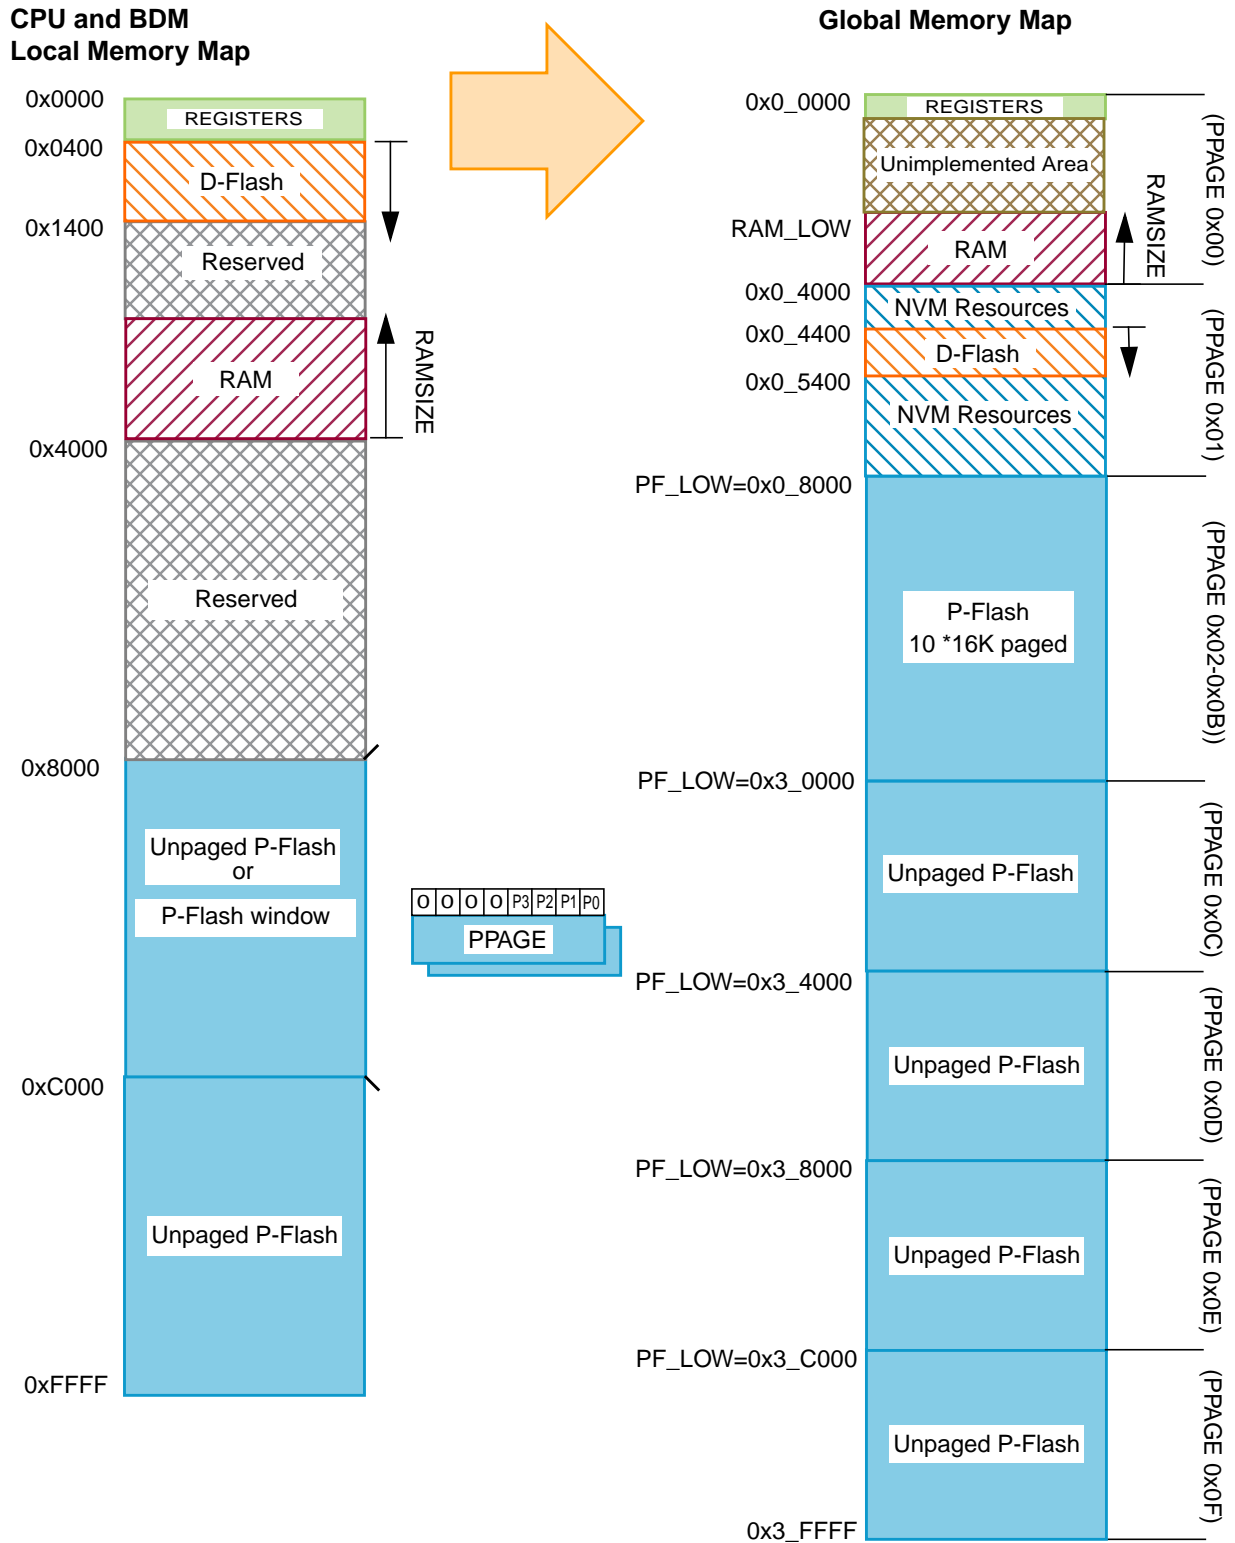 CPU and BDM
Local Memory Map
0x0000
REGISTERS
0x0400
D-Flash
0x1400
Reserved
RAM
RAMSIZE
0x4000
Reserved
0x8000
Unpaged P-Flash
or
P-Flash window
0xC000
Unpaged P-Flash
0xFFFF
0 0 0 0 P3 P2 P1 P0
PPAGE
Global Memory Map
0x0_0000
REGISTERS
Unimplemented Area
RAM_LOW
RAM
RAMSIZE
(PPAGE 0x00)
0x0_4000
NVM Resources
0x0_4400
D-Flash
0x0_5400
NVM Resources
(PPAGE 0x01)
PF_LOW=0x0_8000
P-Flash
10 *16K paged
(PPAGE 0x02-0x0B))
PF_LOW=0x3_0000
Unpaged P-Flash
(PPAGE 0x0C)
PF_LOW=0x3_4000
Unpaged P-Flash
(PPAGE 0x0D)
PF_LOW=0x3_8000
Unpaged P-Flash
(PPAGE 0x0E)
PF_LOW=0x3_C000
Unpaged P-Flash
(PPAGE 0x0F)
0x3_FFFF